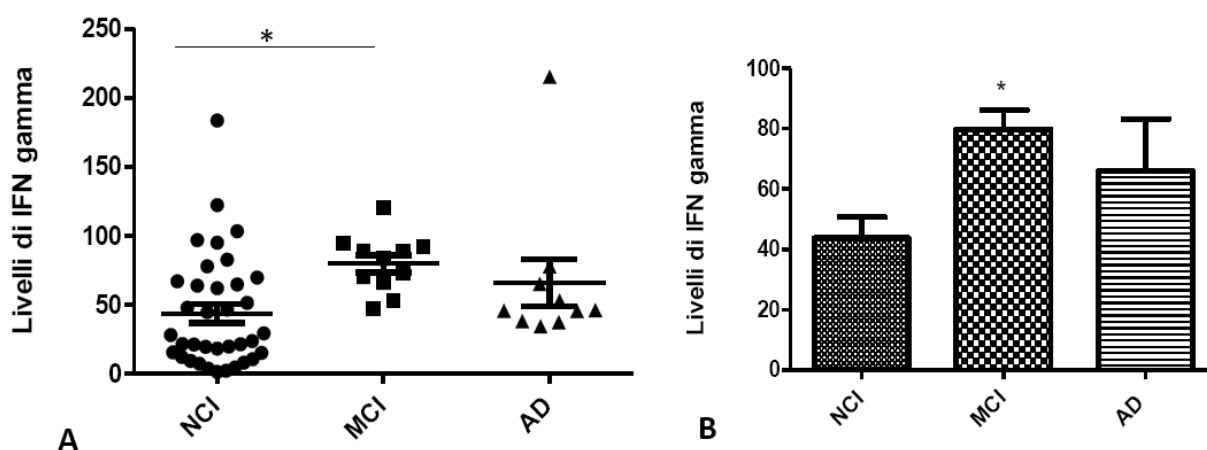 Livelli di IFN gamma
250
200
150
100
50
0
*
NCI
MCI
AD
A
Livelli di IFN gamma
100
80
60
40
20
0
*
NCI
MCI
AD
B